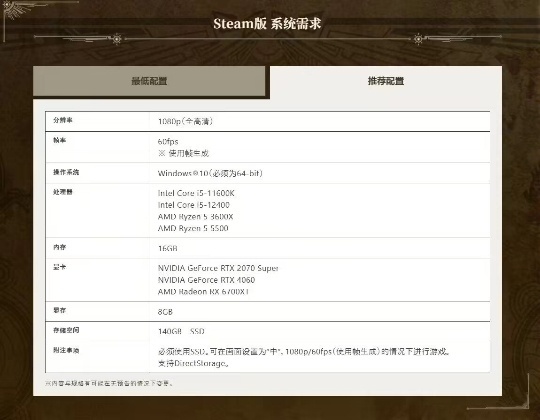 Steam版 系统需求
最低配置
推荐配置
分辨率 1080p(全高清)
帧率 60fps
※ 使用帧生成
操作系统 Windows®10(必须为64-bit)
处理器 Intel Core i5-11600K
Intel Core i5-12400
AMD Ryzen 5 3600X
AMD Ryzen 5 5500
内存 16GB
显卡 NVIDIA GeForce RTX 2070 Super
NVIDIA GeForce RTX 4060
AMD Radeon RX 6700XT
显存 8GB
存储空间 140GB SSD
附注事项 必须使用SSD。可在画面设置为"中"、1080p/60fps(使用帧生成)的情况下进行游戏。
支持DirectStorage。
※内容与规格有可能在无预告的情况下变更。